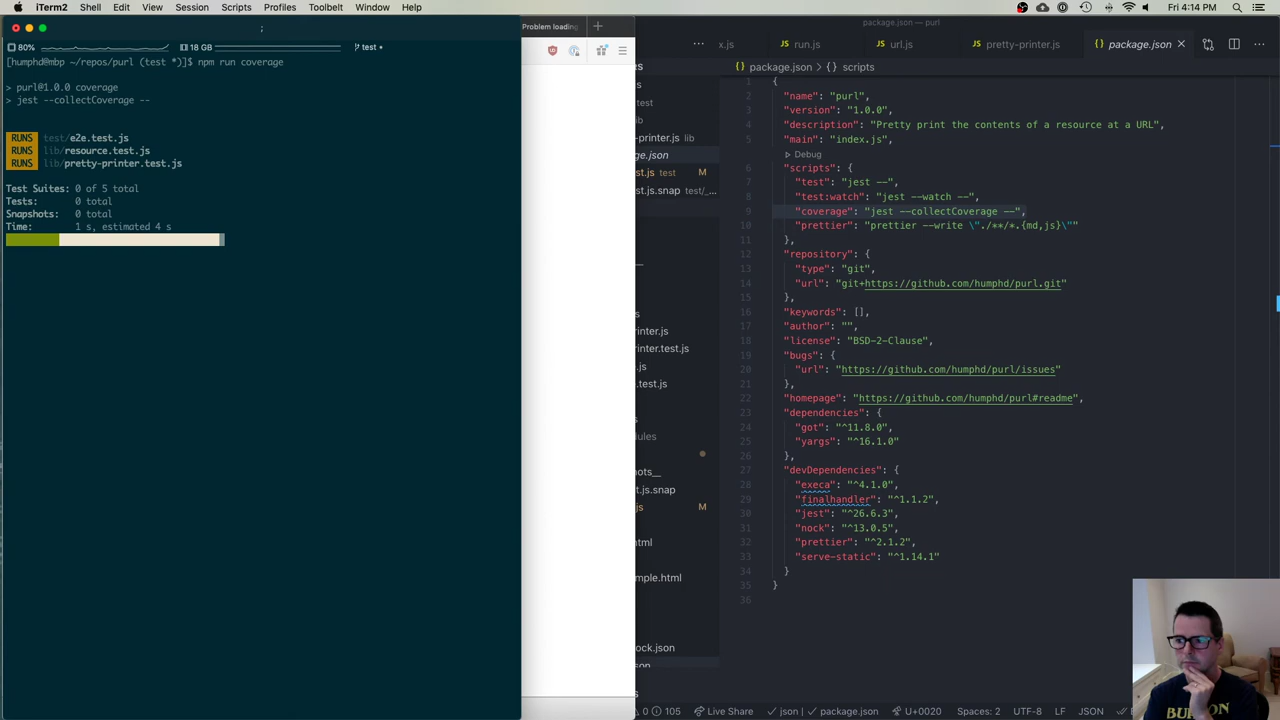 iTerm2 Shell Edit View Session Scripts Profiles Toolbelt Window Help
80% 18 GB test
[humphd@mbp ~/repos/purl (test *)]$ npm run coverage
> purl@1.0.0 coverage
> jest --collectCoverage --
RUNS test/e2e.test.js
RUNS lib/resource.test.js
RUNS lib/pretty-printer.test.js
Test Suites: 0 of 5 total
Tests: 0 total
Snapshots: 0 total
Time: 1 s, estimated 4 s
Problem loading
package.json — purl
x.js run.js url.js pretty-printer.js package.json
package.json > scripts
{
"name": "purl",
"version": "1.0.0",
"description": "Pretty print the contents of a resource at a URL",
"main": "index.js",
Debug
"scripts": {
"test": "jest --",
"test:watch": "jest --watch --",
"coverage": "jest --collectCoverage --",
"prettier": "prettier --write \"./**/*.{md,js}\""
},
"repository": {
"type": "git",
"url": "git+https://github.com/humphd/purl.git"
},
"keywords": [],
"author": "",
"license": "BSD-2-Clause",
"bugs": {
"url": "https://github.com/humphd/purl/issues"
},
"homepage": "https://github.com/humphd/purl#readme",
"dependencies": {
"got": "^11.8.0",
"yargs": "^16.1.0"
},
"devDependencies": {
"execa": "^4.1.0",
"finalhandler": "^1.1.2",
"jest": "^26.6.3",
"nock": "^13.0.5",
"prettier": "^2.1.2",
"serve-static": "^1.14.1"
}
}
0 105 Live Share json package.json U+0020 Spaces: 2 UTF-8 LF JSON